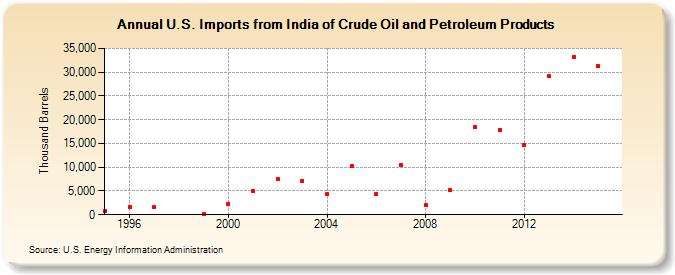 Annual U.S. Imports from India of Crude Oil and Petroleum Products
Thousand Barrels
35,000
30,000
25,000
20,000
15,000
10,000
5,000
0
1996 2000 2004 2008 2012
Source: U.S. Energy Information Administration